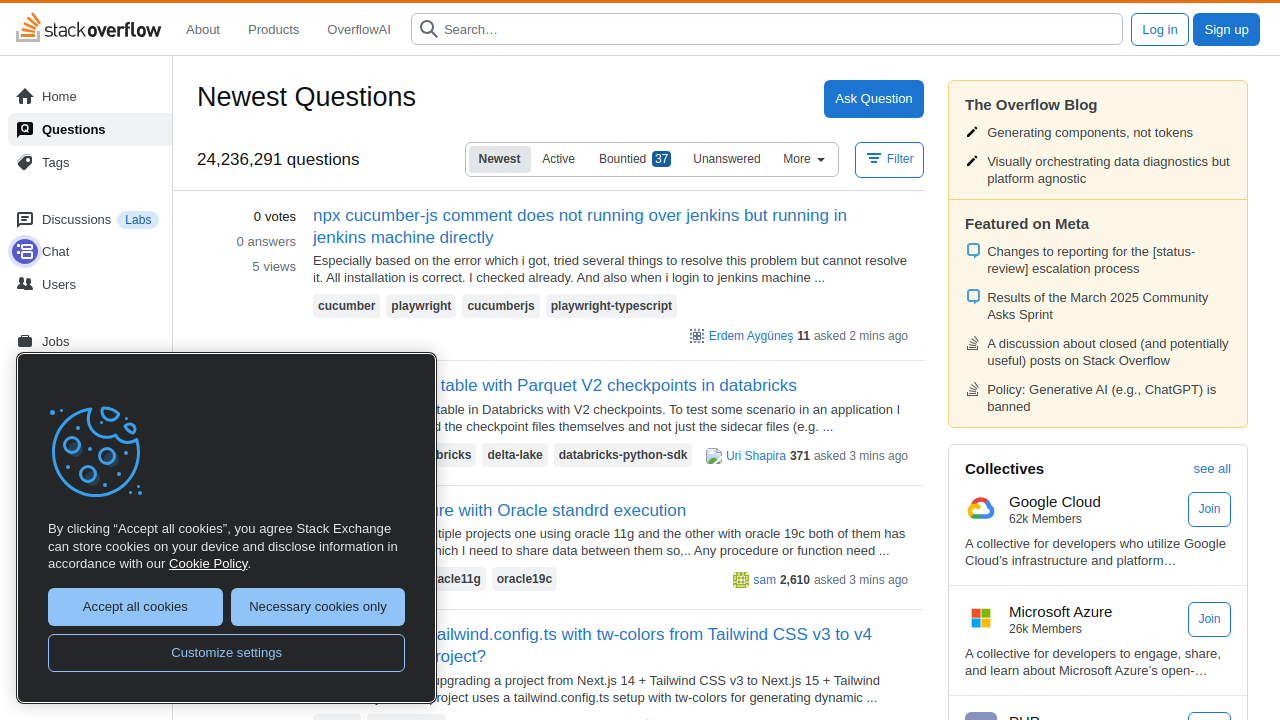 stackoverflow
About
Products
OverflowAI
Search…
Log in
Sign up
Home
Questions
Tags
Discussions
Labs
Chat
Users
Jobs
Newest Questions
Ask Question
24,236,291 questions
Newest
Active
Bountied 37
Unanswered
More
Filter
0 votes
0 answers
5 views
npx cucumber-js comment does not running over jenkins but running in
jenkins machine directly
Especially based on the error which i got, tried several things to resolve this problem but cannot resolve
it. All installation is correct. I checked already. And also when i login to jenkins machine ...
cucumber
playwright
cucumberjs
playwright-typescript
Erdem Aygüneş 11 asked 2 mins ago
table with Parquet V2 checkpoints in databricks
table in Databricks with V2 checkpoints. To test some scenario in an application I
the checkpoint files themselves and not just the sidecar files (e.g. ...
delta-lake
databricks-python-sdk
Uri Shapira 371 asked 3 mins ago
wiith Oracle standrd execution
projects one using oracle 11g and the other with oracle 19c both of them has
I need to share data between them so,.. Any procedure or function need ...
oracle19c
sam 2,610 asked 3 mins ago
tailwind.config.ts with tw-colors from Tailwind CSS v3 to v4
upgrading a project from Next.js 14 + Tailwind CSS v3 to Next.js 15 + Tailwind
project uses a tailwind.config.ts setup with tw-colors for generating dynamic ...
By clicking “Accept all cookies”, you agree Stack Exchange
can store cookies on your device and disclose information in
accordance with our Cookie Policy.
Accept all cookies
Necessary cookies only
Customize settings
The Overflow Blog
Generating components, not tokens
Visually orchestrating data diagnostics but
platform agnostic
Featured on Meta
Changes to reporting for the [status-
review] escalation process
Results of the March 2025 Community
Asks Sprint
A discussion about closed (and potentially
useful) posts on Stack Overflow
Policy: Generative AI (e.g., ChatGPT) is
banned
Collectives
see all
Google Cloud
62k Members
Join
A collective for developers who utilize Google
Cloud’s infrastructure and platform…
Microsoft Azure
26k Members
Join
A collective for developers to engage, share,
and learn about Microsoft Azure’s open-…